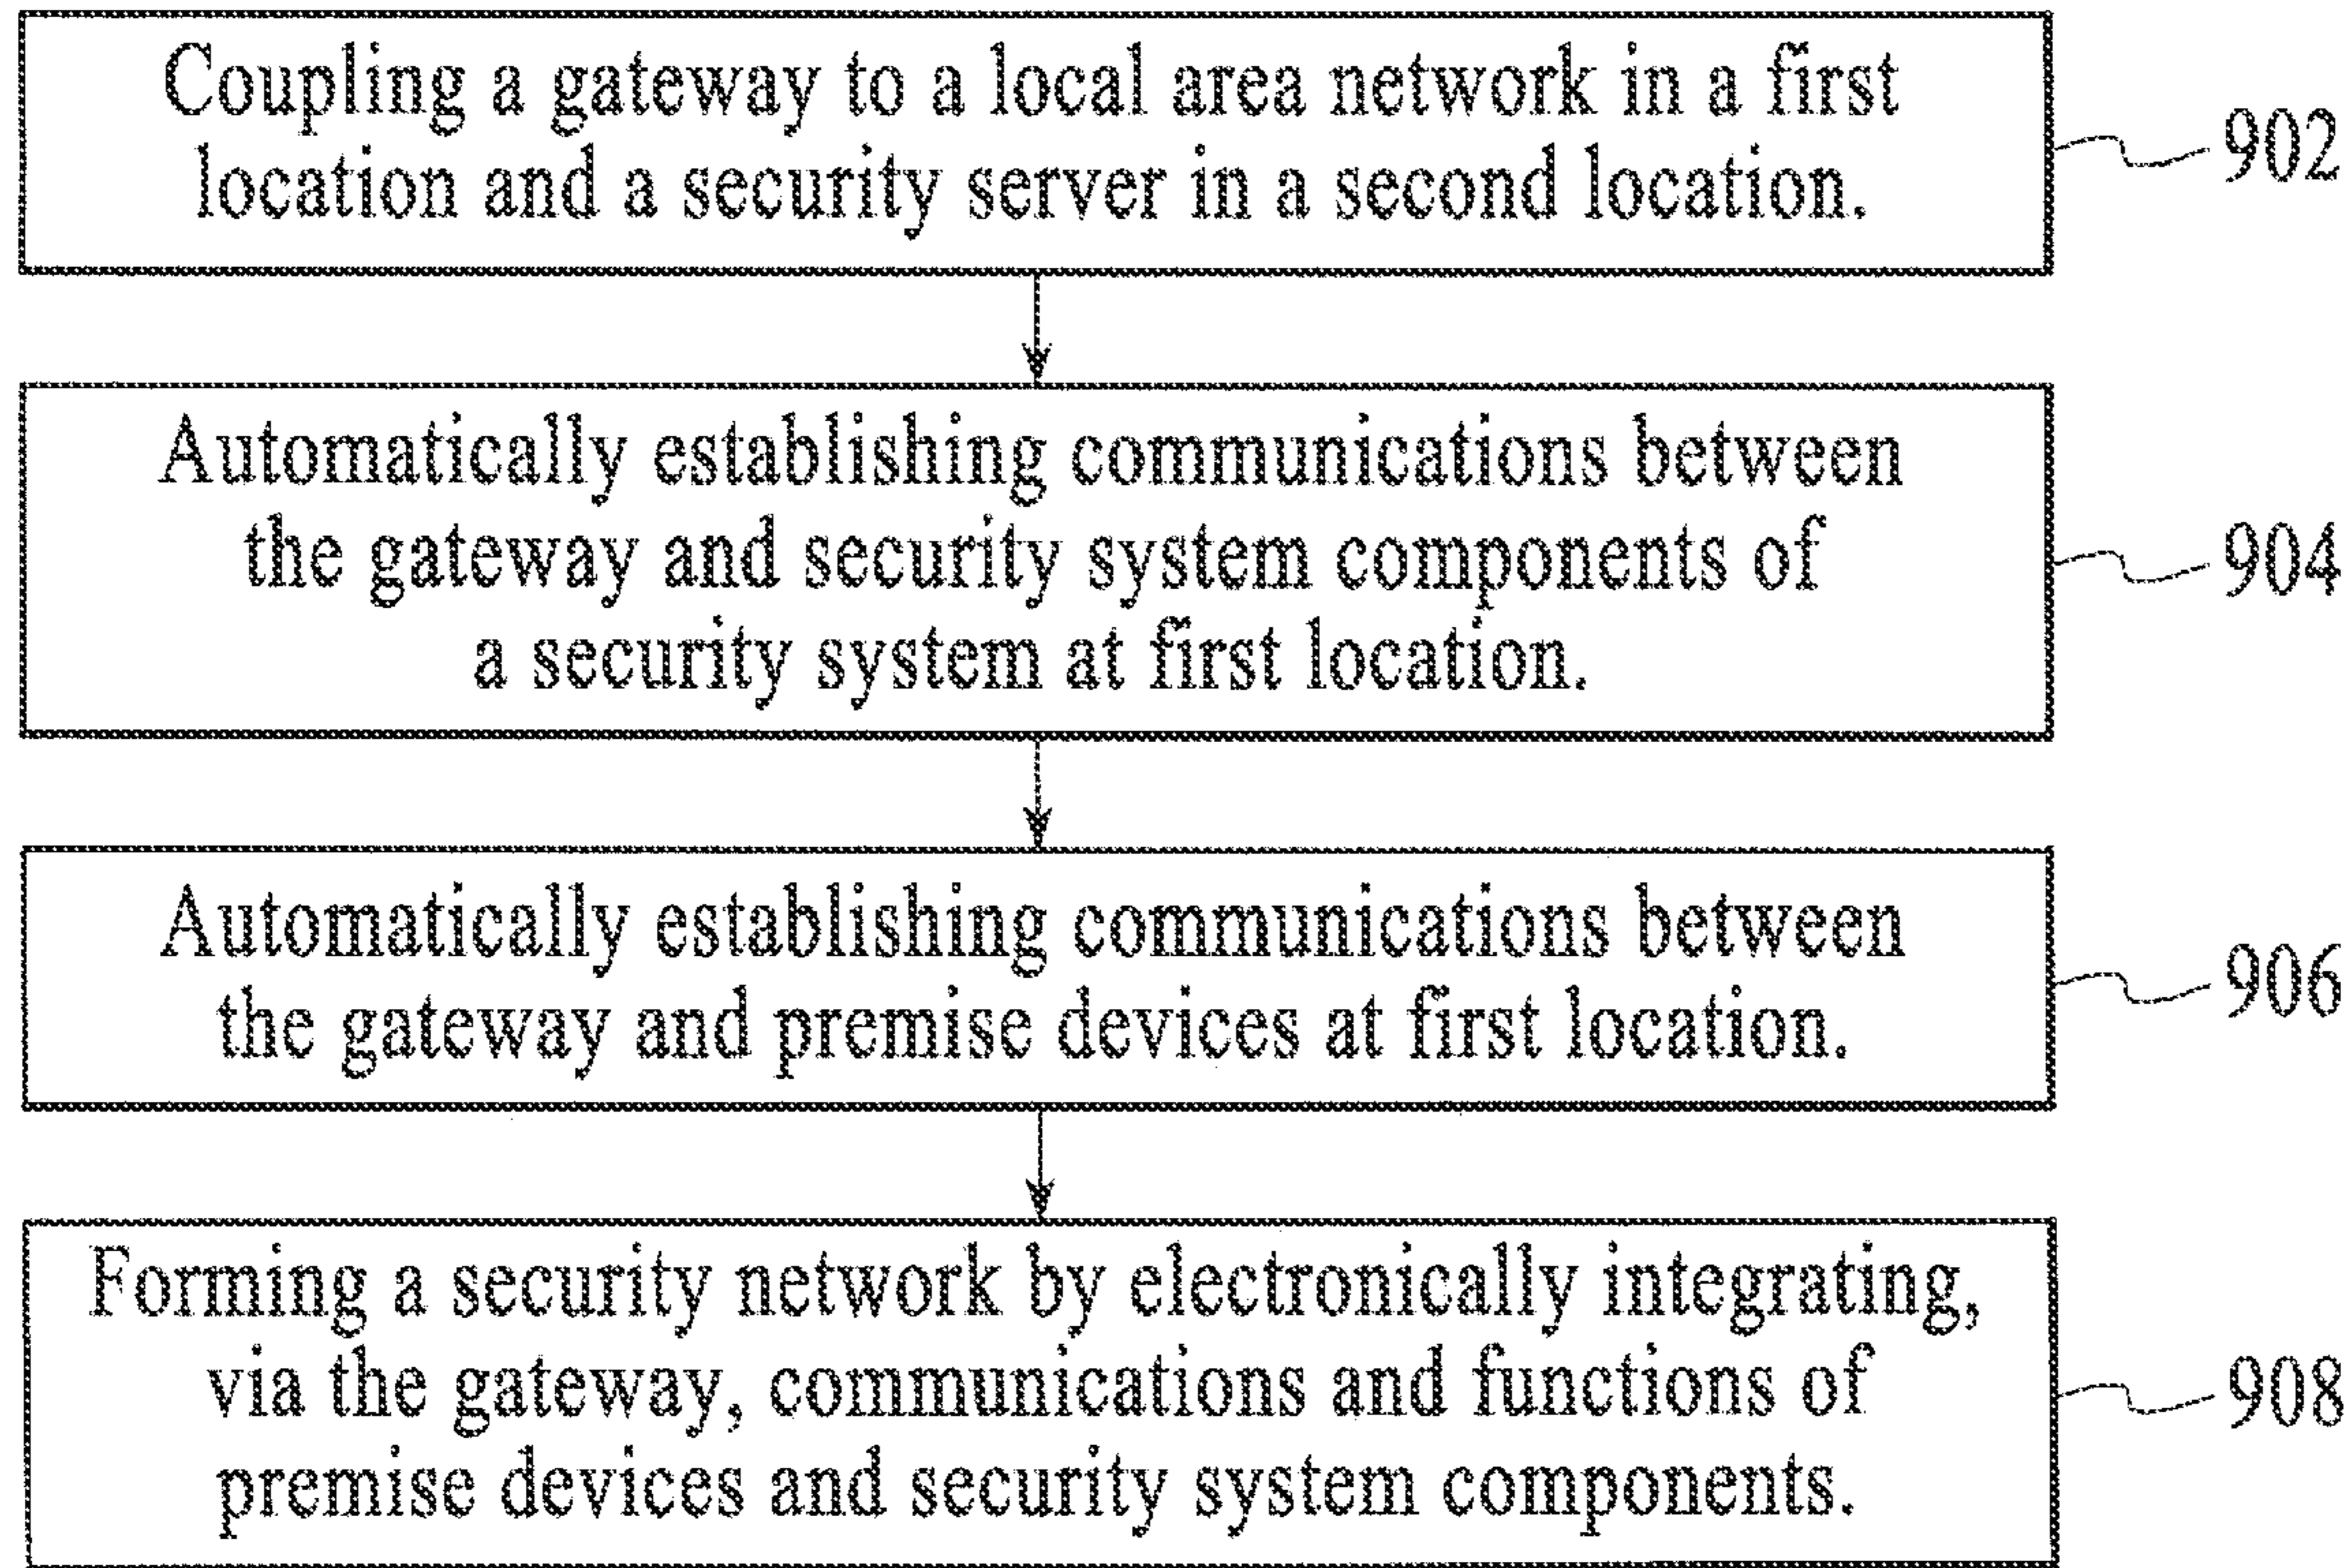 Coupling a gateway to a local area network in a first
location and a security server in a second location.
902
Automatically establishing communications between
the gateway and security system components of
a security system at first location.
904
Automatically establishing communications between
the gateway and premise devices at first location.
906
Forming a security network by electronically integrating,
via the gateway, communications and functions of
premise devices and security system components.
908